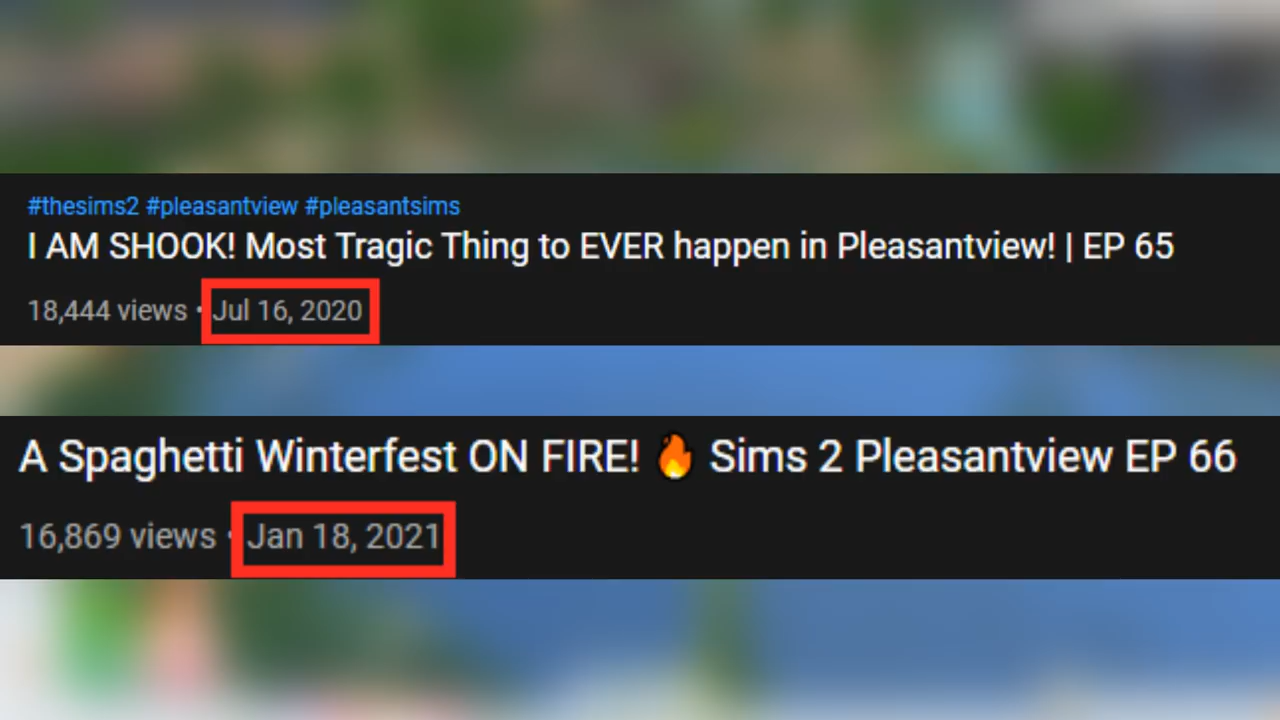 #thesims2 #pleasantview #pleasantsims
I AM SHOOK! Most Tragic Thing to EVER happen in Pleasantview! | EP 65
18,444 views • Jul 16, 2020
A Spaghetti Winterfest ON FIRE! 🔥 Sims 2 Pleasantview EP 66
16,869 views • Jan 18, 2021